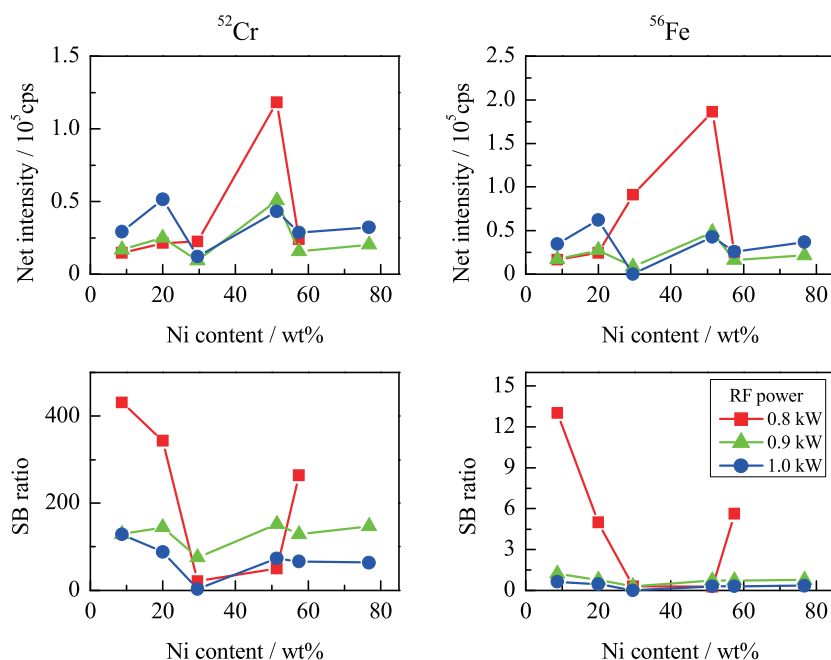 ⁵²Cr
⁵⁶Fe
Net intensity / 10⁵cps
1.5
1.0
0.5
0
0 20 40 60 80
Ni content / wt%
Net intensity / 10⁵cps
2.5
2.0
1.5
1.0
0.5
0
0 20 40 60 80
Ni content / wt%
SB ratio
400
200
0
0 20 40 60 80
Ni content / wt%
SB ratio
15
12
9
6
3
0
RF power
0.8 kW
0.9 kW
1.0 kW
0 20 40 60 80
Ni content / wt%